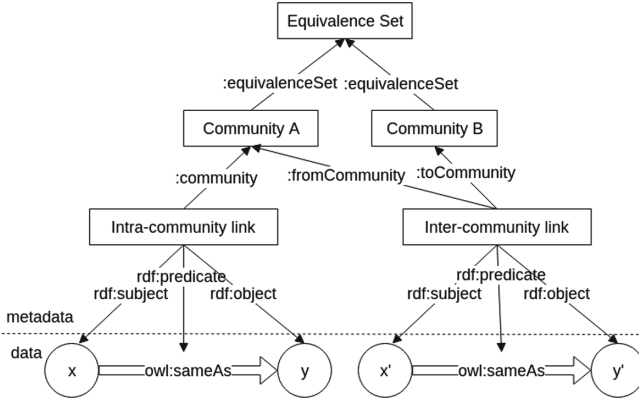 Equivalence Set
:equivalenceSet :equivalenceSet
Community A
Community B
:community
:fromCommunity
:toCommunity
Intra-community link
Inter-community link
rdf:predicate
rdf:subject
rdf:object
rdf:predicate
rdf:subject
rdf:object
metadata
data
x
owl:sameAs
y
x'
owl:sameAs
y'